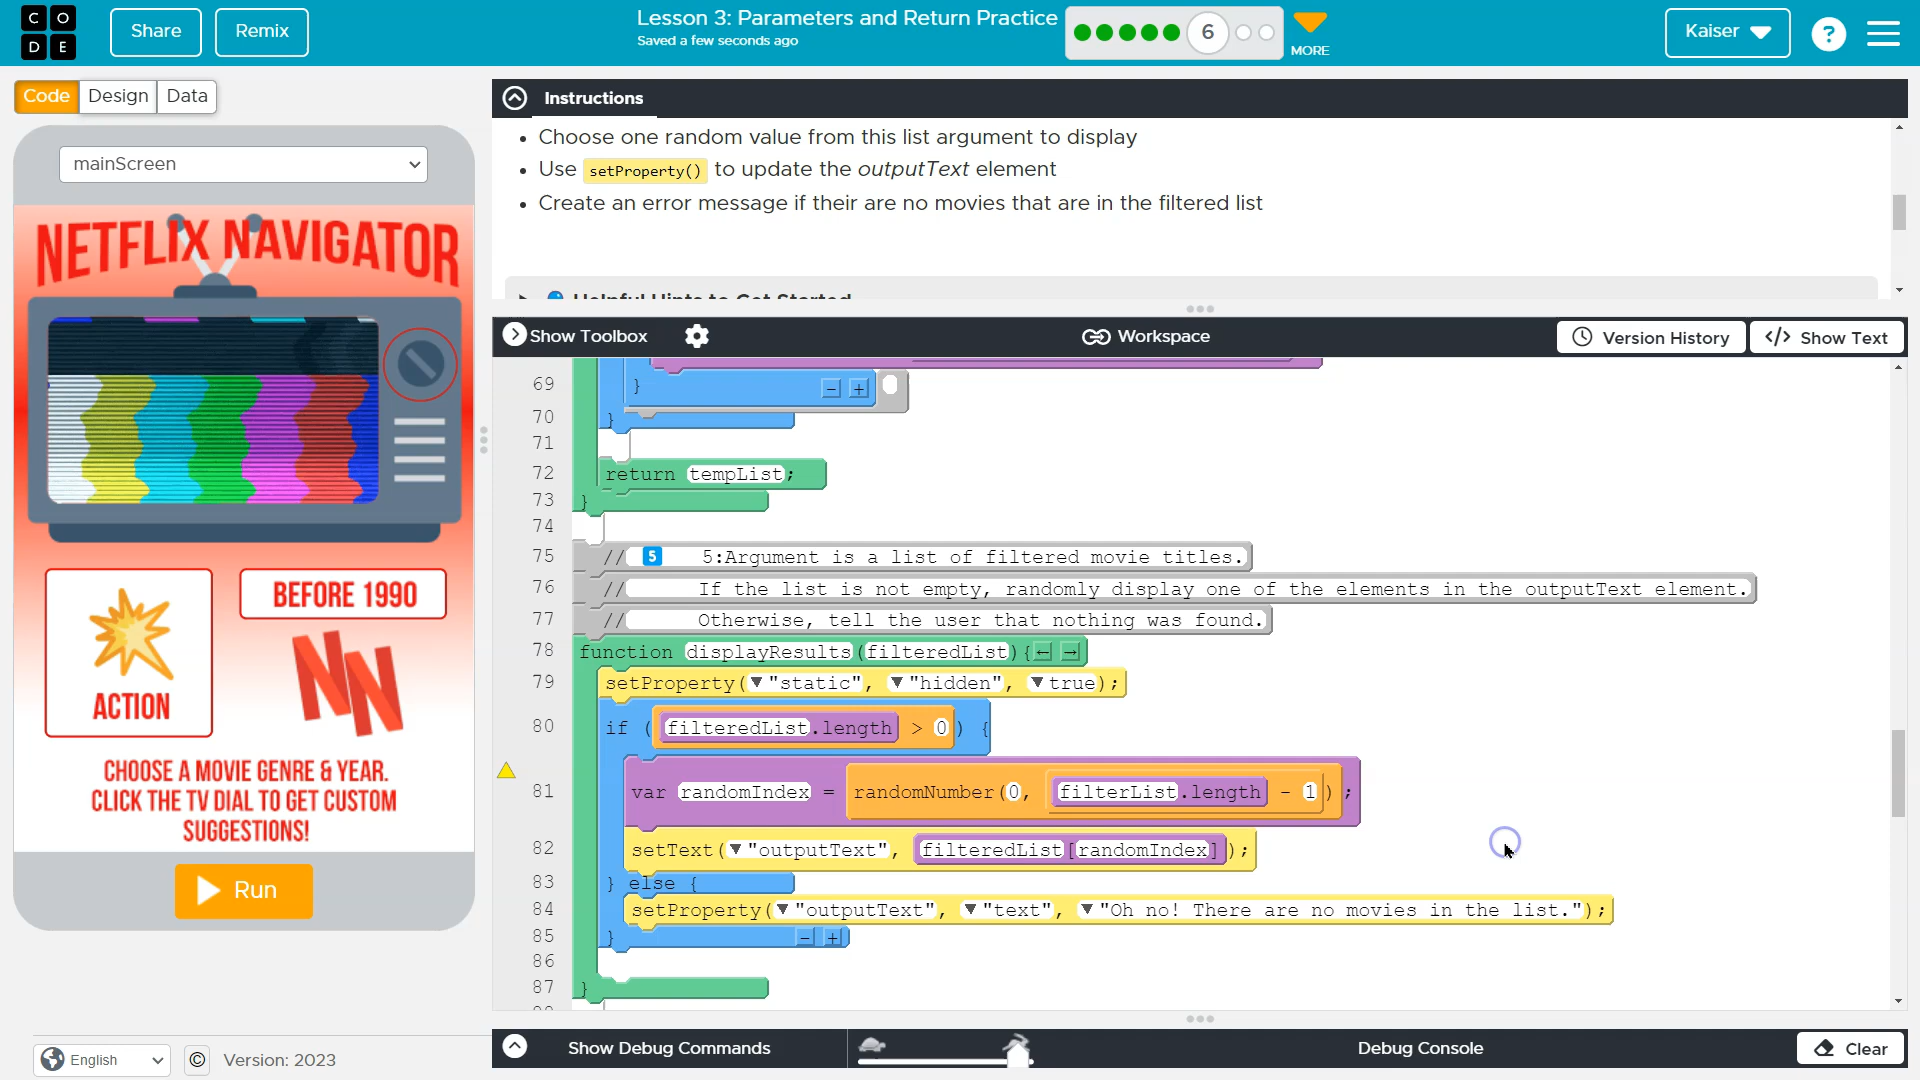 CO
DE
Share
Remix
Lesson 3: Parameters and Return Practice
Saved a few seconds ago
6
MORE
Kaiser
?
Code
Design
Data
mainScreen
NETFLIX NAVIGATOR
ACTION
BEFORE 1990
NN
CHOOSE A MOVIE GENRE & YEAR.
CLICK THE TV DIAL TO GET CUSTOM
SUGGESTIONS!
Run
English
© Version: 2023
Instructions
• Choose one random value from this list argument to display
• Use setProperty() to update the outputText element
• Create an error message if their are no movies that are in the filtered list
Helpful Hints to Get Started
Show Toolbox
Workspace
Version History
</> Show Text
69 } - +
70 }
71
72 return tempList;
73 }
74
75 // 5 5:Argument is a list of filtered movie titles.
76 // If the list is not empty, randomly display one of the elements in the outputText element.
77 // Otherwise, tell the user that nothing was found.
78 function displayResults(filteredList){ ← →
79 setProperty(▼"static", ▼"hidden", ▼true);
80 if (filteredList.length > 0) {
81 var randomIndex = randomNumber(0, filterList.length - 1);
82 setText(▼"outputText", filteredList[randomIndex]);
83 } else {
84 setProperty(▼"outputText", ▼"text", ▼"Oh no! There are no movies in the list.");
85 } - +
86
87 }
Show Debug Commands
Debug Console
Clear